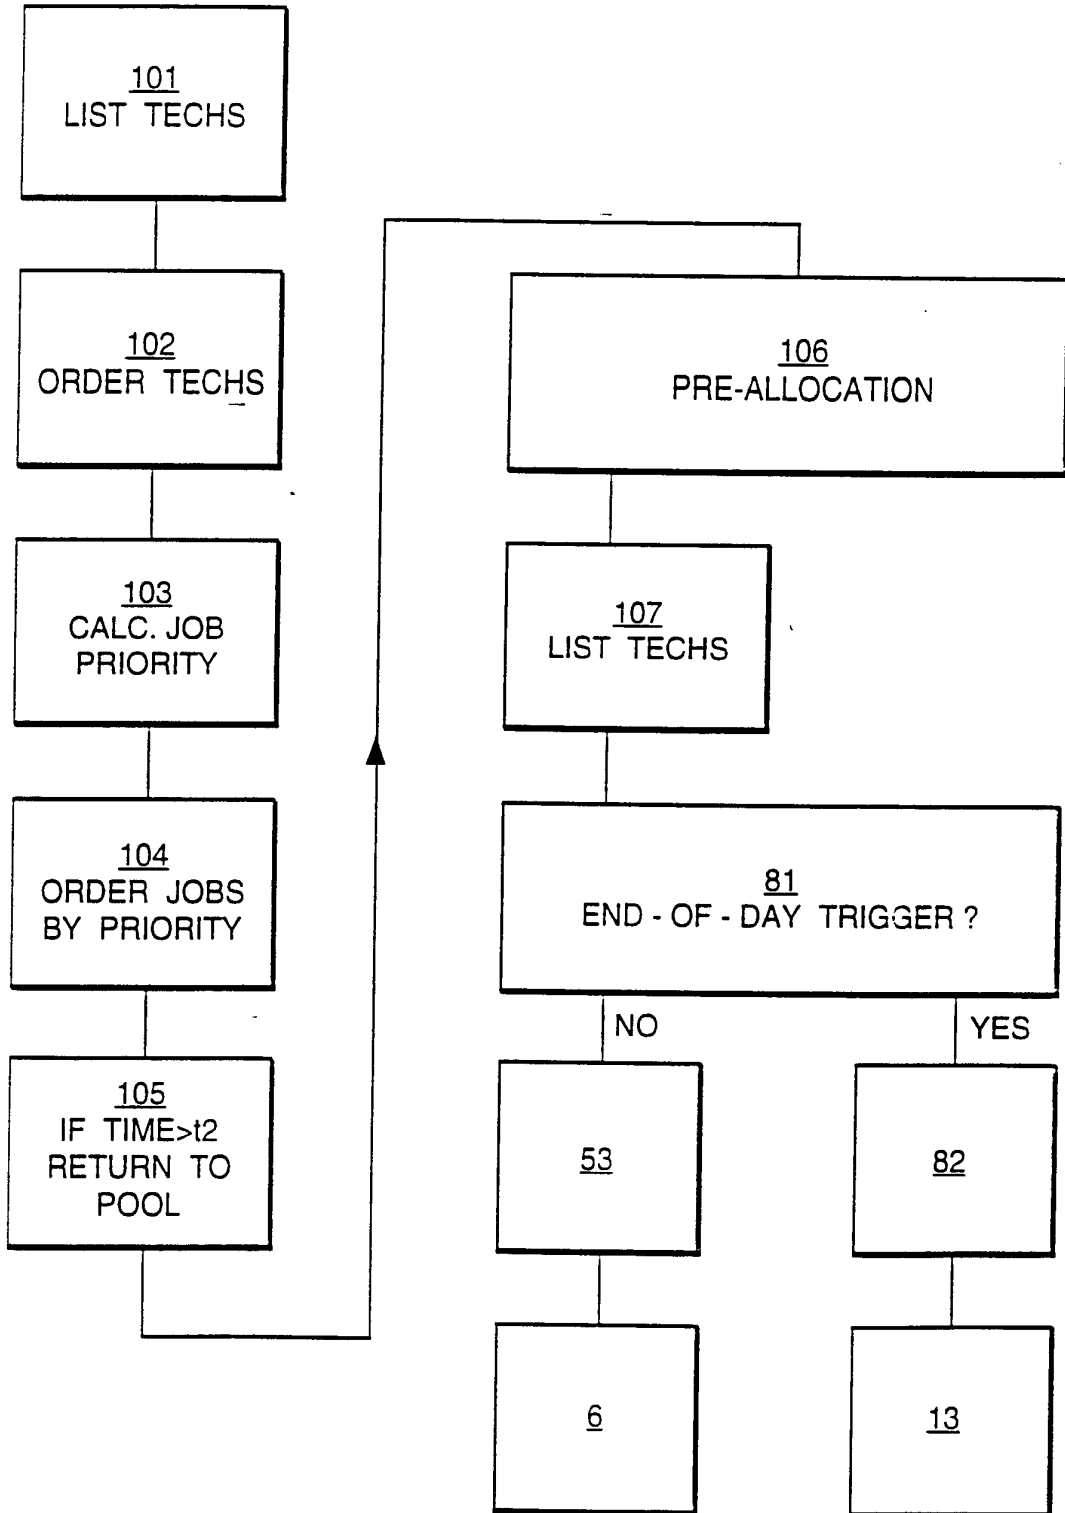 101
LIST TECHS
102
ORDER TECHS
103
CALC. JOB
PRIORITY
104
ORDER JOBS
BY PRIORITY
105
IF TIME>t2
RETURN TO
POOL
106
PRE-ALLOCATION
107
LIST TECHS
81
END - OF - DAY TRIGGER ?
NO
YES
53
82
6
13